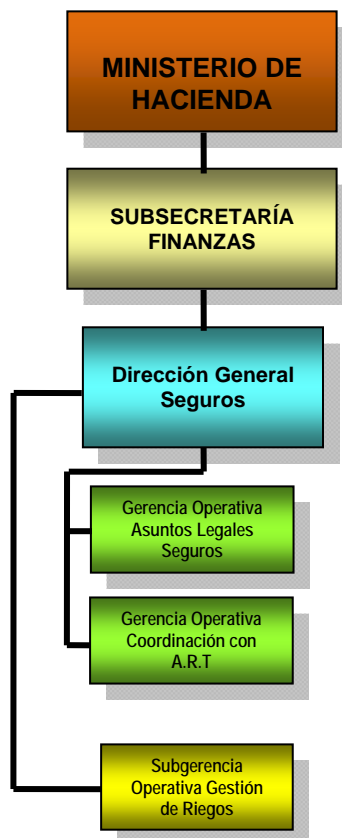 MINISTERIO DE
HACIENDA
SUBSECRETARÍA
FINANZAS
Dirección General
Seguros
Gerencia Operativa
Asuntos Legales
Seguros
Gerencia Operativa
Coordinación con
A.R.T
Subgerencia
Operativa Gestión
de Riegos